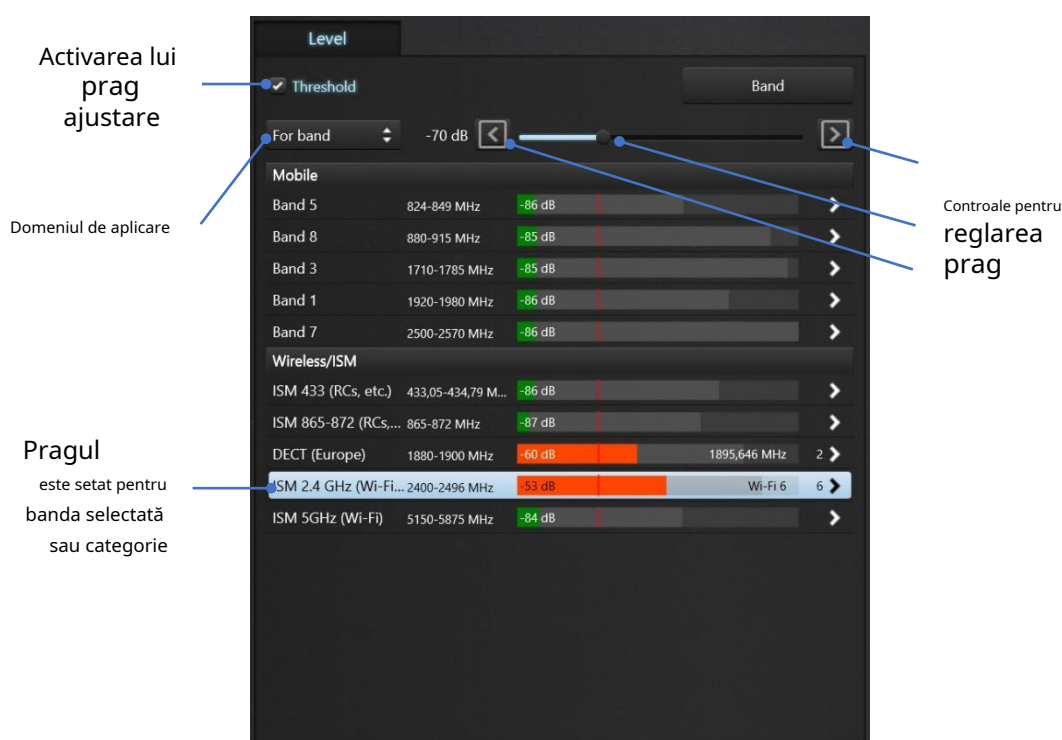 Level
Activarea lui
prag
ajustare
Threshold
Band
For band
-70 dB
Mobile
Band 5 824-849 MHz -86 dB
Domeniul de aplicare
Controale pentru
reglarea
prag
Band 8 880-915 MHz -85 dB
Band 3 1710-1785 MHz -85 dB
Band 1 1920-1980 MHz -86 dB
Band 7 2500-2570 MHz -86 dB
Wireless/ISM
ISM 433 (RCs, etc.) 433,05-434,79 M... -86 dB
ISM 865-872 (RCs,... 865-872 MHz -87 dB
DECT (Europe) 1880-1900 MHz -60 dB 1895,646 MHz 2
Pragul
este setat pentru
banda selectată
sau categorie
ISM 2.4 GHz (Wi-Fi... 2400-2496 MHz -53 dB Wi-Fi 6 6
ISM 5GHz (Wi-Fi) 5150-5875 MHz -84 dB